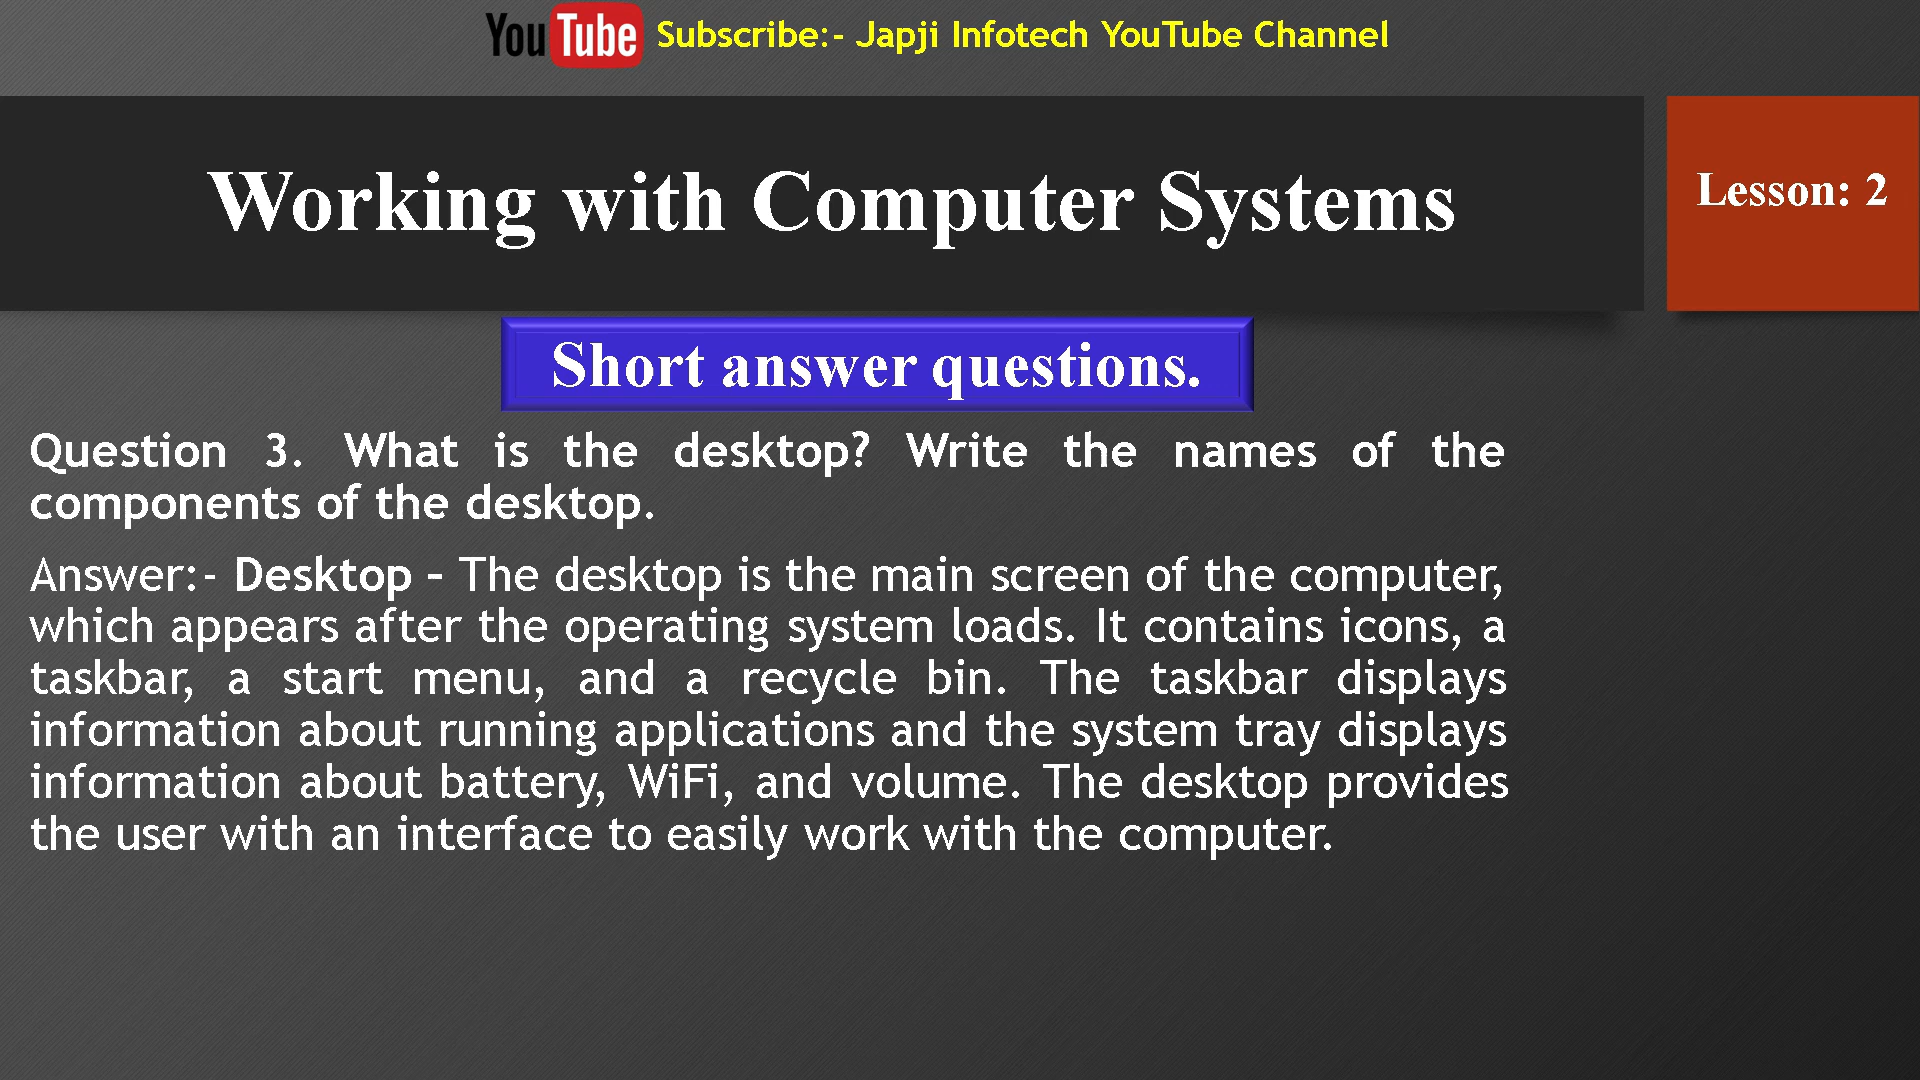 YouTube Subscribe:- Japji Infotech YouTube Channel
Working with Computer Systems
Lesson: 2
Short answer questions.
Question 3. What is the desktop? Write the names of the
components of the desktop.
Answer:- Desktop – The desktop is the main screen of the computer,
which appears after the operating system loads. It contains icons, a
taskbar, a start menu, and a recycle bin. The taskbar displays
information about running applications and the system tray displays
information about battery, WiFi, and volume. The desktop provides
the user with an interface to easily work with the computer.